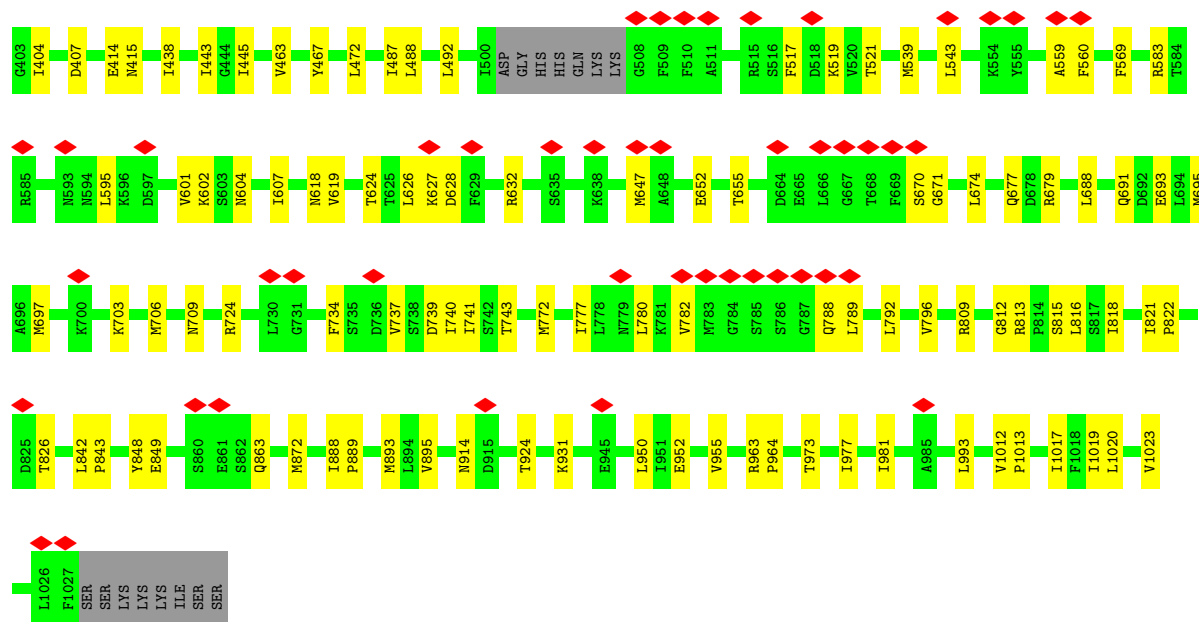 G403 I404 D407 E414 N415 I438 I443 G444 I445 V463 Y467 L472 I487 L488 L492 I500 ASP GLY HIS HIS GLN LYS LYS G508 F509 F510 A511 R515 S516 F517 D518 K519 V520 T521 M539 L543 K554 Y555 A559 F560 F569 R583 T584
R585 N593 N594 L595 K596 D597 V601 K602 S603 N604 I607 N618 V619 T624 T625 L626 K627 D628 F629 R632 S635 K638 M647 A648 E652 T655 D664 E665 L666 G667 T668 F669 S670 G671 L674 Q677 D678 R679 L688 Q691 D692 E693 L694 M695
A696 M697 K700 K703 M706 N709 R724 L730 G731 F734 S735 D736 V737 S738 D739 I740 I741 S742 T743 M772 I777 L778 N779 L780 K781 V782 M783 G784 S785 S786 G787 Q788 L789 L792 V796 R809 G812 R813 P814 S815 L816 S817 I818 I821 P822
D825 T826 L842 P843 Y848 E849 S860 E861 S862 Q863 M872 I888 P889 M893 L894 V895 N914 D915 T924 K931 E945 L950 I951 E952 V955 R963 P964 T973 I977 I981 A985 L993 V1012 P1013 I1017 F1018 I1019 L1020 V1023
L1026 F1027 SER SER LYS LYS LYS ILE SER SER